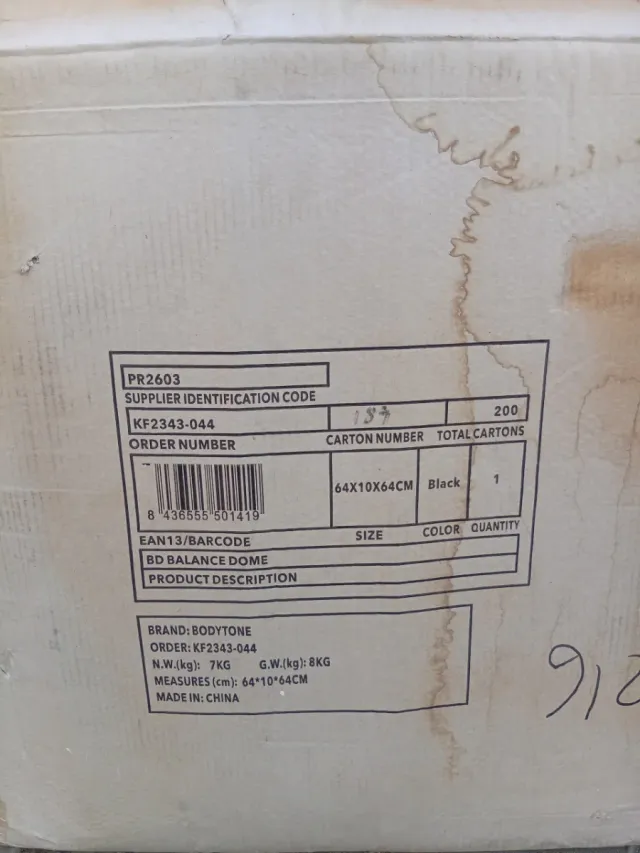 PR2603
SUPPLIER IDENTIFICATION CODE
KF2343-044 187 200
ORDER NUMBER CARTON NUMBER TOTAL CARTONS
64X10X64CM Black 1
8 436555 501419
EAN13/BARCODE SIZE COLOR QUANTITY
BD BALANCE DOME
PRODUCT DESCRIPTION
BRAND: BODYTONE
ORDER: KF2343-044
N.W.(kg): 7KG G.W.(kg): 8KG
MEASURES (cm): 64*10*64CM
MADE IN: CHINA